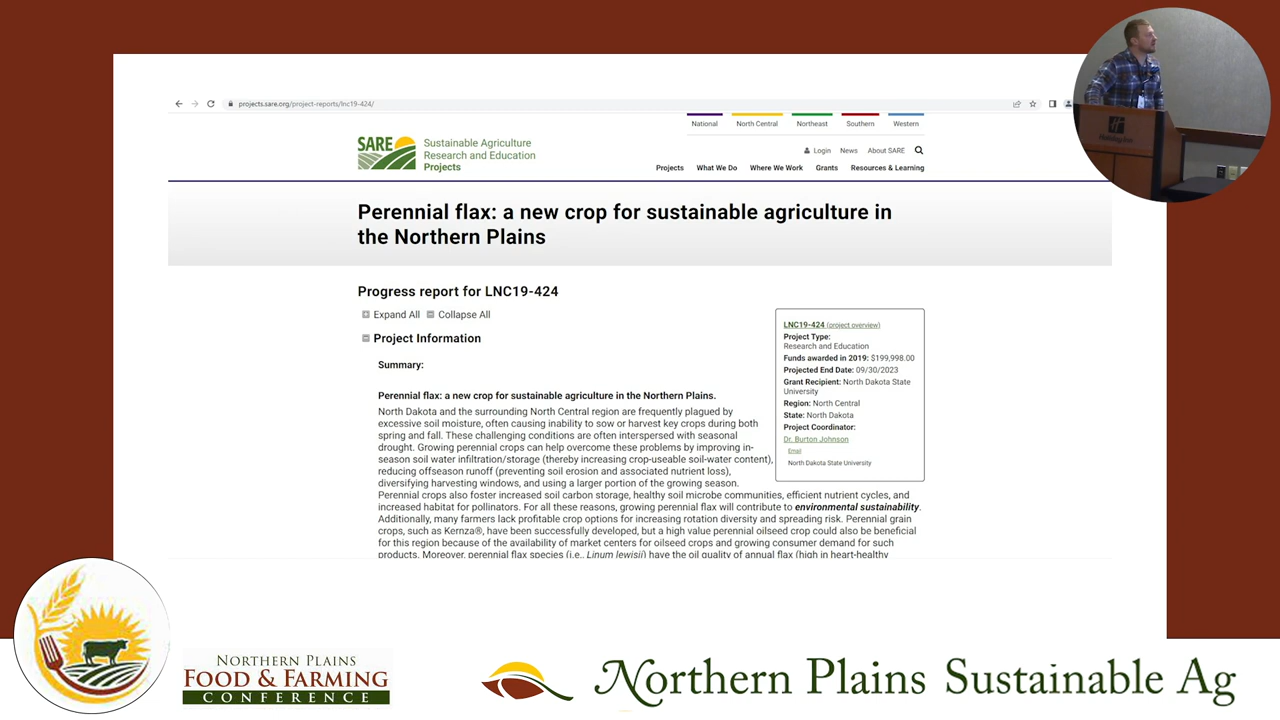 projects.sare.org/project-reports/lnc19-424/
National North Central Northeast Southern Western
SARE
Sustainable Agriculture
Research and Education
Projects
Login News About SARE
Projects What We Do Where We Work Grants Resources & Learning
Perennial flax: a new crop for sustainable agriculture in
the Northern Plains
Progress report for LNC19-424
Expand All Collapse All
Project Information
Summary:
Perennial flax: a new crop for sustainable agriculture in the Northern Plains.
North Dakota and the surrounding North Central region are frequently plagued by
excessive soil moisture, often causing inability to sow or harvest key crops during both
spring and fall. These challenging conditions are often interspersed with seasonal
drought. Growing perennial crops can help overcome these problems by improving in-
season soil water infiltration/storage (thereby increasing crop-useable soil-water content),
reducing offseason runoff (preventing soil erosion and associated nutrient loss),
diversifying harvesting windows, and using a larger portion of the growing season.
Perennial crops also foster increased soil carbon storage, healthy soil microbe communities, efficient nutrient cycles, and
increased habitat for pollinators. For all these reasons, growing perennial flax will contribute to environmental sustainability.
Additionally, many farmers lack profitable crop options for increasing rotation diversity and spreading risk. Perennial grain
crops, such as Kernza®, have been successfully developed, but a high value perennial oilseed crop could also be beneficial
for this region because of the availability of market centers for oilseed crops and growing consumer demand for such
products. Moreover, perennial flax species (i.e., Linum lewisii) have the oil quality of annual flax (high in heart-healthy
LNC19-424 (project overview)
Project Type:
Research and Education
Funds awarded in 2019: $199,998.00
Projected End Date: 09/30/2023
Grant Recipient: North Dakota State
University
Region: North Central
State: North Dakota
Project Coordinator:
Dr. Burton Johnson
Email
North Dakota State University
Holiday Inn
NORTHERN PLAINS
FOOD & FARMING
CONFERENCE
Northern Plains Sustainable Ag